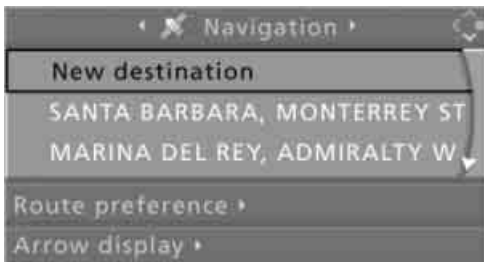 Navigation
New destination
SANTA BARBARA, MONTERREY ST
MARINA DEL REY, ADMIRALTY W
Route preference
Arrow display